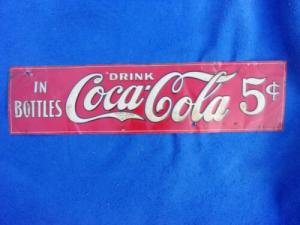 IN
BOTTLES
DRINK
Coca-Cola
5¢